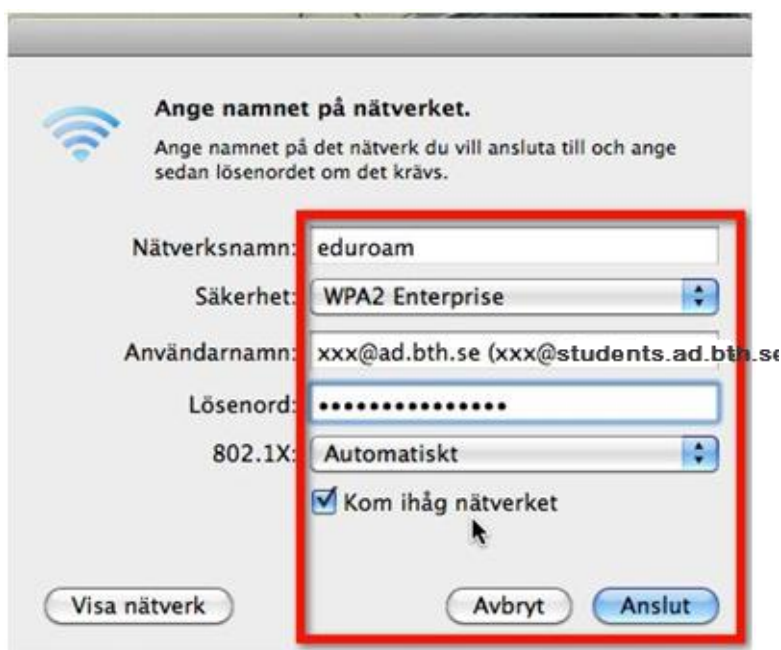 Ange namnet på nätverket.
Ange namnet på det nätverk du vill ansluta till och ange
sedan lösenordet om det krävs.
Nätverksnamn: eduroam
Säkerhet: WPA2 Enterprise
Användarnamn: xxx@ad.bth.se (xxx@students.ad.bth.se
Lösenord: •••••••••••••••
802.1X: Automatiskt
Kom ihåg nätverket
Visa nätverk Avbryt Anslut